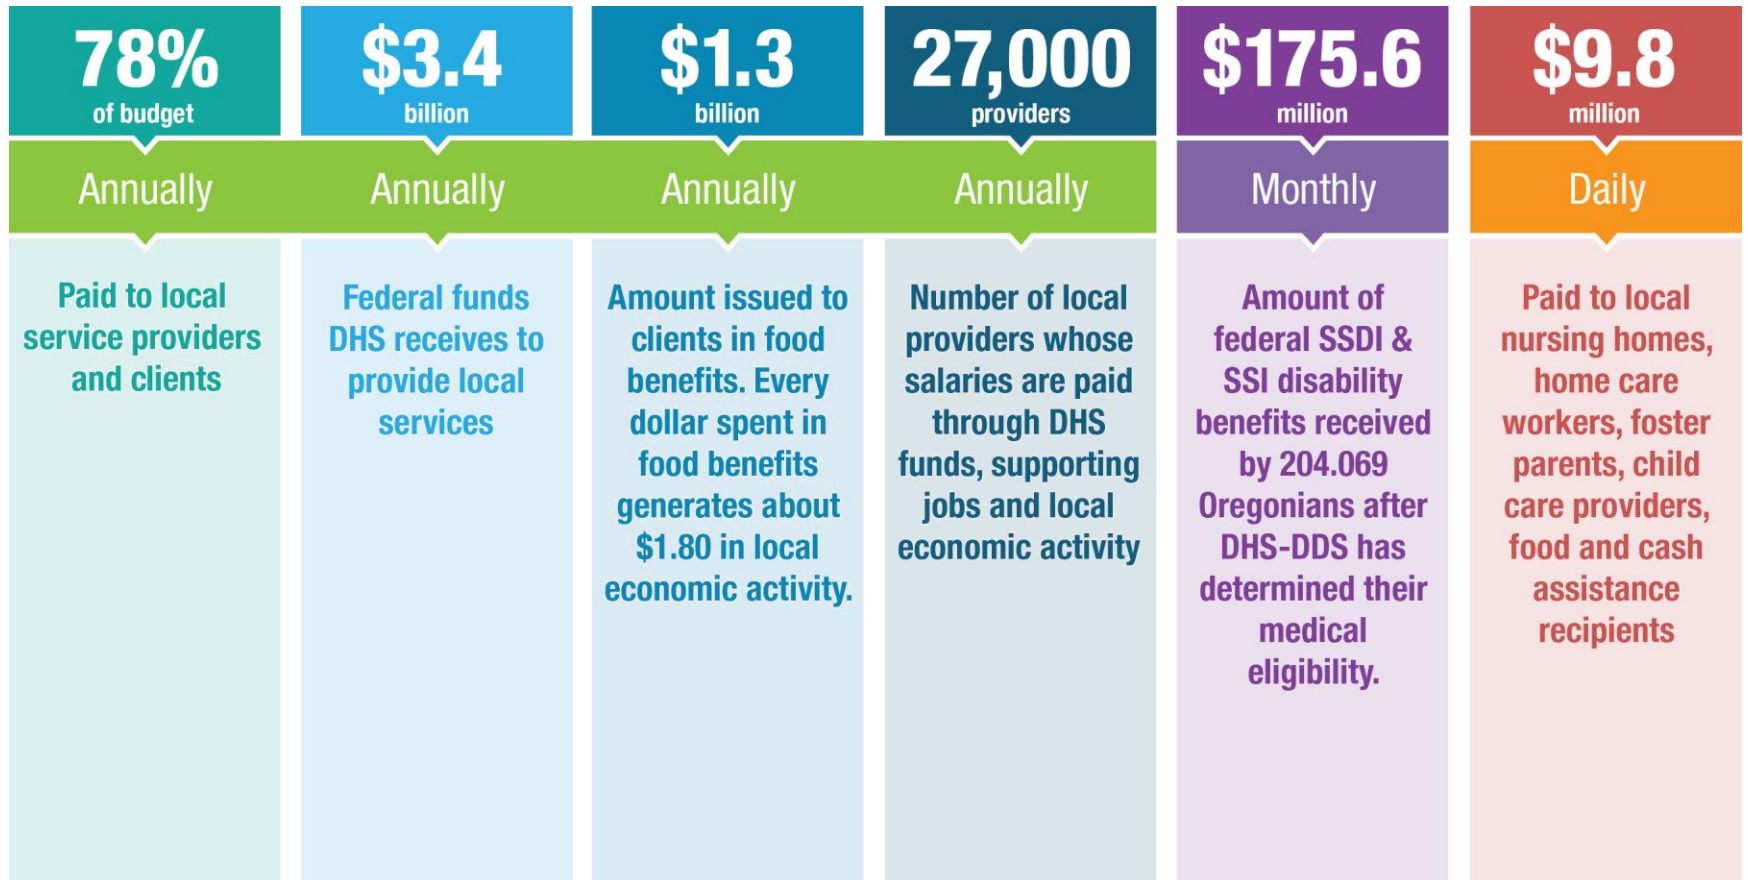 78%
of budget
Annually
Paid to local
service providers
and clients
$3.4
billion
Annually
Federal funds
DHS receives to
provide local
services
$1.3
billion
Annually
Amount issued to
clients in food
benefits. Every
dollar spent in
food benefits
generates about
$1.80 in local
economic activity.
27,000
providers
Annually
Number of local
providers whose
salaries are paid
through DHS
funds, supporting
jobs and local
economic activity
$175.6
million
Monthly
Amount of
federal SSDI &
SSI disability
benefits received
by 204.069
Oregonians after
DHS-DDS has
determined their
medical
eligibility.
$9.8
million
Daily
Paid to local
nursing homes,
home care
workers, foster
parents, child
care providers,
food and cash
assistance
recipients